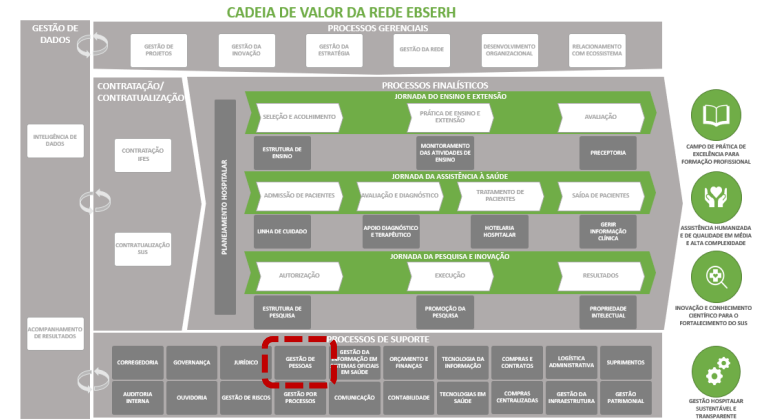 CADEIA DE VALOR DA REDE EBSERH
GESTÃO DE
DADOS
INTELIGÊNCIA DE
DADOS
ACOMPANHAMENTO
DE RESULTADOS
PROCESSOS GERENCIAIS
GESTÃO DE
PROJETOS
GESTÃO DA
INOVAÇÃO
GESTÃO DA
ESTRATÉGIA
GESTÃO DA REDE
DESENVOLVIMENTO
ORGANIZACIONAL
RELACIONAMENTO
COM ECOSSISTEMA
CONTRATAÇÃO/
CONTRATUALIZAÇÃO
CONTRATAÇÃO
IFES
CONTRATUALIZAÇÃO
SUS
PROCESSOS FINALÍSTICOS
PLANEJAMENTO HOSPITALAR
JORNADA DO ENSINO E EXTENSÃO
SELEÇÃO E ACOLHIMENTO
PRÁTICA DE ENSINO E
EXTENSÃO
AVALIAÇÃO
ESTRUTURA DE
ENSINO
MONITORAMENTO
DAS ATIVIDADES DE
ENSINO
PRECEPTORIA
JORNADA DA ASSISTÊNCIA À SAÚDE
ADMISSÃO DE PACIENTES
AVALIAÇÃO E DIAGNÓSTICO
TRATAMENTO DE
PACIENTES
SAÍDA DE PACIENTES
LINHA DE CUIDADO
APOIO DIAGNÓSTICO
E TERAPÊUTICO
HOTELARIA
HOSPITALAR
GERIR
INFORMAÇÃO
CLÍNICA
JORNADA DA PESQUISA E INOVAÇÃO
AUTORIZAÇÃO
EXECUÇÃO
RESULTADOS
ESTRUTURA DE
PESQUISA
PROMOÇÃO DA
PESQUISA
PROPRIEDADE
INTELECTUAL
CAMPO DE PRÁTICA DE
EXCELÊNCIA PARA
FORMAÇÃO PROFISSIONAL
ASSISTÊNCIA HUMANIZADA
E DE QUALIDADE EM MÉDIA
E ALTA COMPLEXIDADE
INOVAÇÃO E CONHECIMENTO
CIENTÍFICO PARA O
FORTALECIMENTO DO SUS
GESTÃO HOSPITALAR
SUSTENTÁVEL E
TRANSPARENTE
PROCESSOS DE SUPORTE
CORREGEDORIA
GOVERNANÇA
JURÍDICO
GESTÃO DE
PESSOAS
GESTÃO DA
INFORMAÇÃO EM
SISTEMAS OFICIAIS
EM SAÚDE
ORÇAMENTO E
FINANÇAS
TECNOLOGIA DA
INFORMAÇÃO
COMPRAS E
CONTRATOS
LOGÍSTICA
ADMINISTRATIVA
SUPRIMENTOS
AUDITORIA
INTERNA
OUVIDORIA
GESTÃO DE RISCOS
GESTÃO POR
PROCESSOS
COMUNICAÇÃO
CONTABILIDADE
TECNOLOGIAS EM
SAÚDE
COMPRAS
CENTRALIZADAS
GESTÃO DA
INFRAESTRUTURA
GESTÃO
PATRIMONIAL